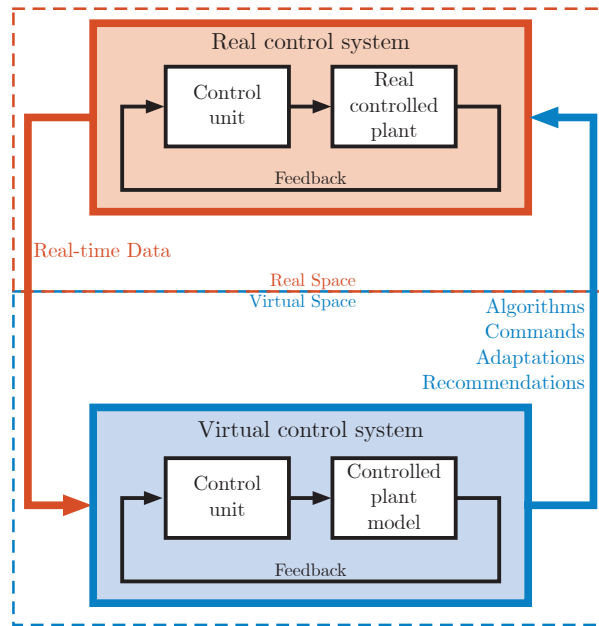 Real control system
Control
unit
Real
controlled
plant
Feedback
Real-time Data
Real Space
Virtual Space
Algorithms
Commands
Adaptations
Recommendations
Virtual control system
Control
unit
Controlled
plant
model
Feedback